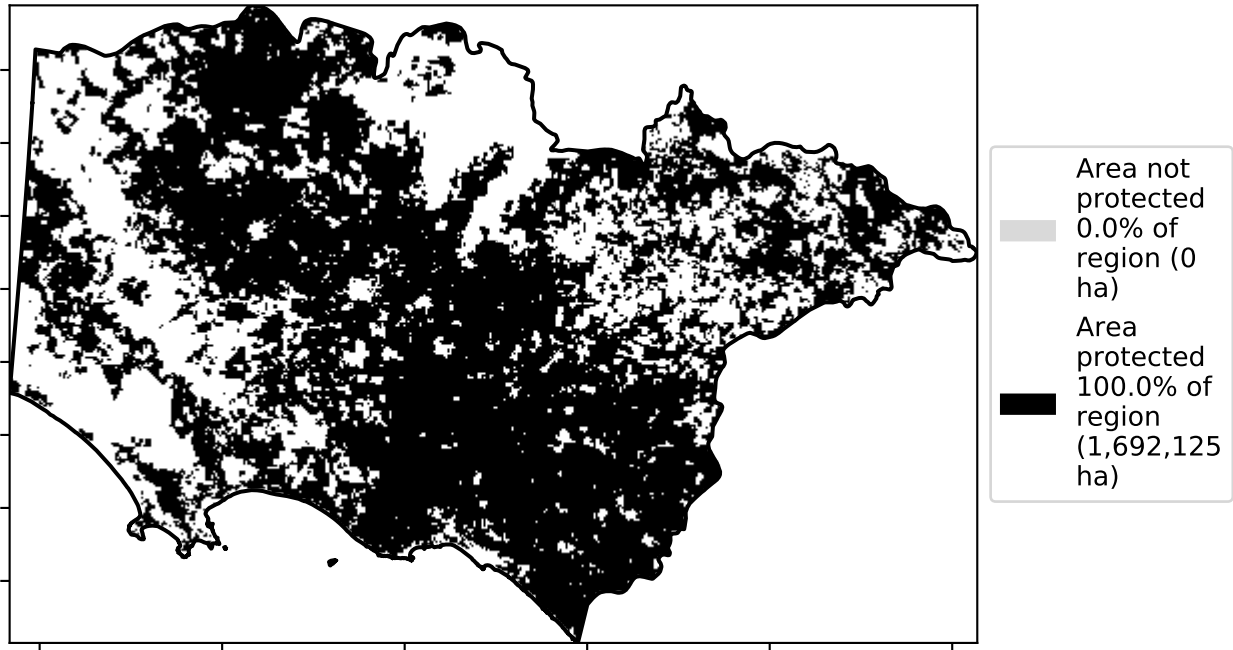 Area not
protected
0.0% of
region (0
ha)
Area
protected
100.0% of
region
(1,692,125
ha)